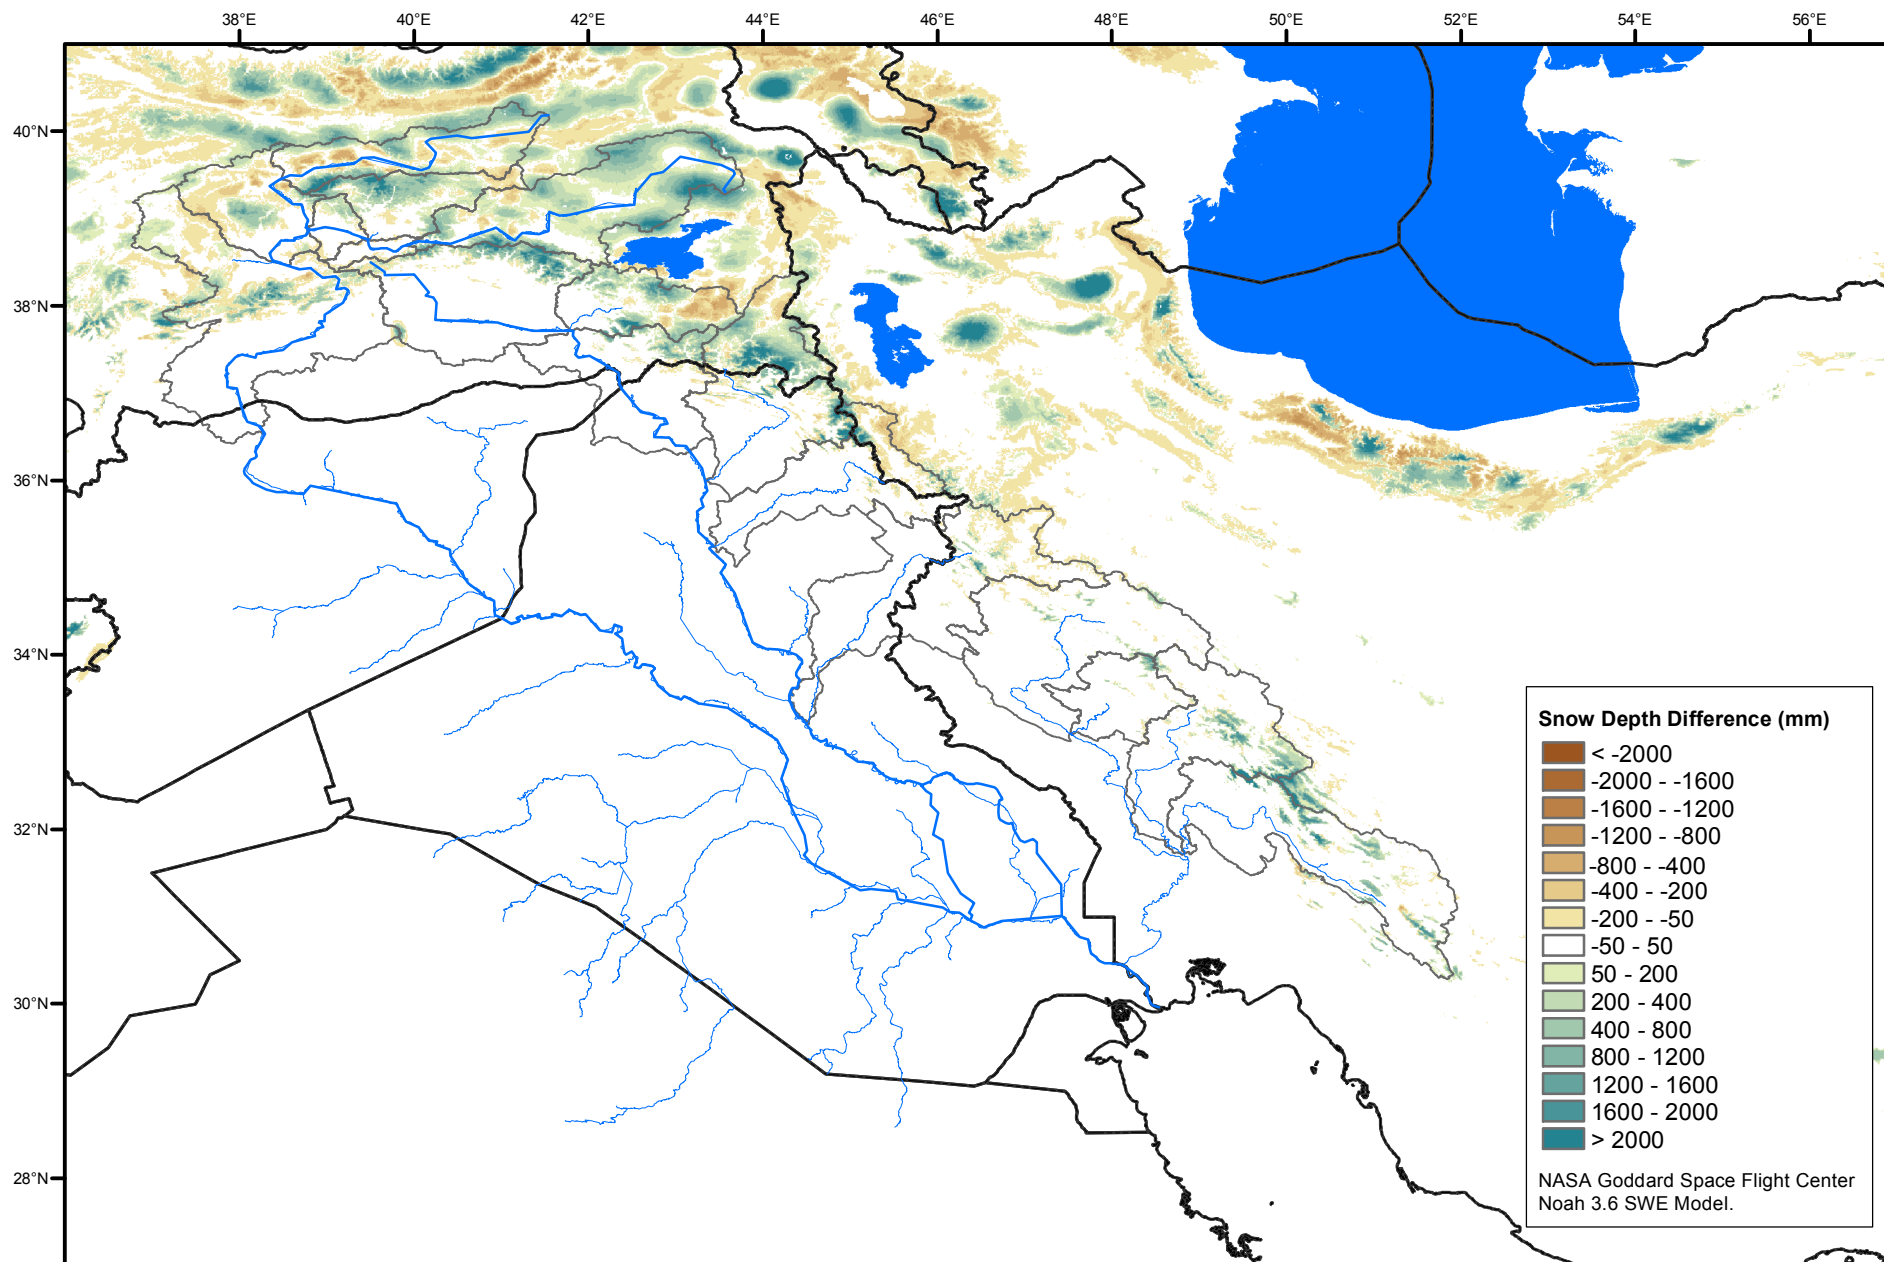 38°E 40°E 42°E 44°E 46°E 48°E 50°E 52°E 54°E 56°E
40°N
38°N
36°N
34°N
32°N
30°N
28°N
Snow Depth Difference (mm)
< -2000
-2000 - -1600
-1600 - -1200
-1200 - -800
-800 - -400
-400 - -200
-200 - -50
-50 - 50
50 - 200
200 - 400
400 - 800
800 - 1200
1200 - 1600
1600 - 2000
> 2000
NASA Goddard Space Flight Center
Noah 3.6 SWE Model.